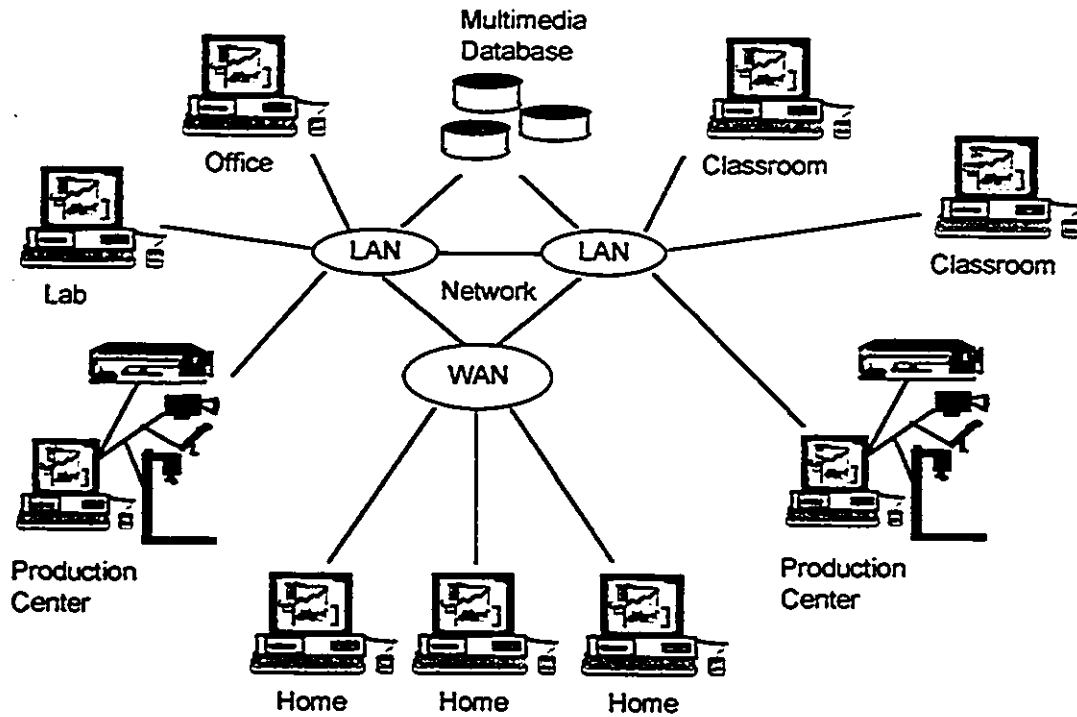 Multimedia
Database
Office
Classroom
Lab
LAN
LAN
Classroom
Network
WAN
Production
Center
Production
Center
Home
Home
Home